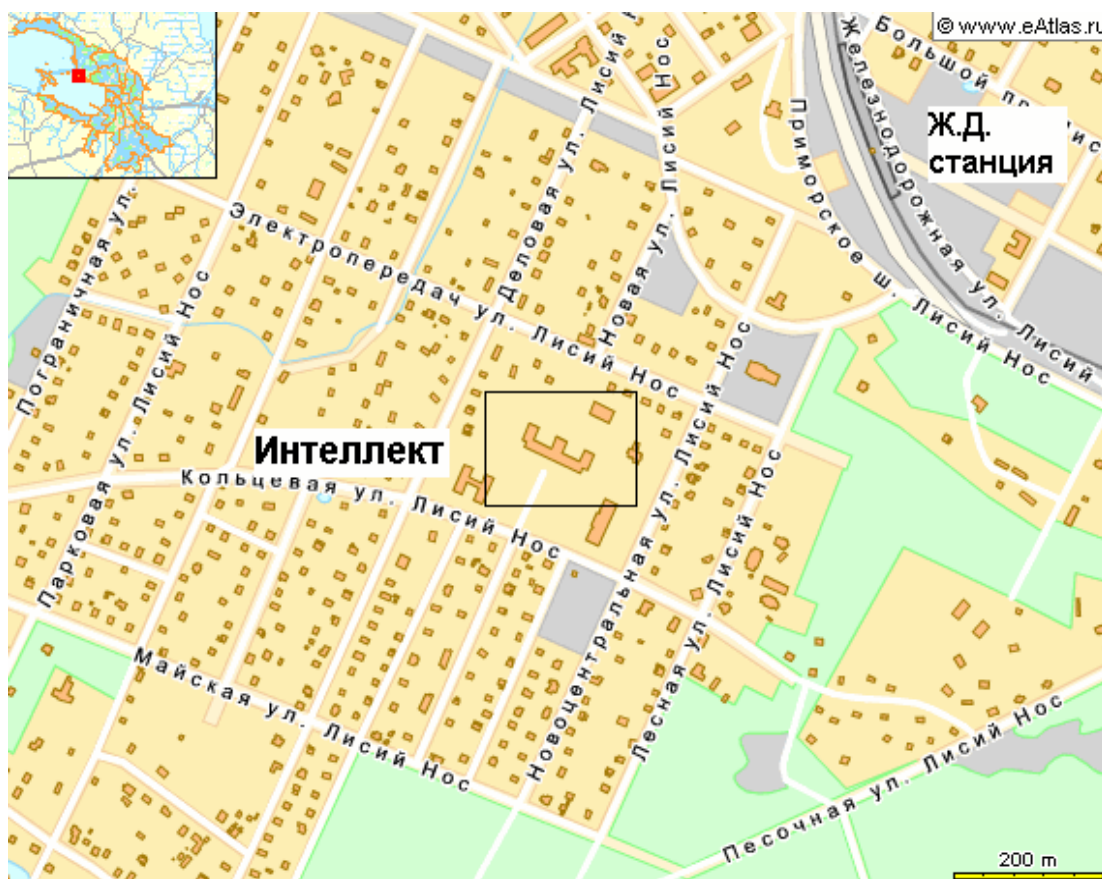 © www.eAtlas.ru
Большой п
Железнодорожная ул. Лисий
Ж.Д.
станция
Приморское ш. Лисий Нос
Лисий Нос
Деловая ул. Лисий
Новая ул. Лисий Нос
Электропередач ул. Лисий Нос
Пограничная ул.
Парковая ул. Лисий Нос
Интеллект
Кольцевая ул. Лисий Нос
Новоцентральная ул. Лисий Нос
Лесная ул. Лисий Нос
Майская ул. Лисий Нос
Песочная ул. Лисий Нос
200 m